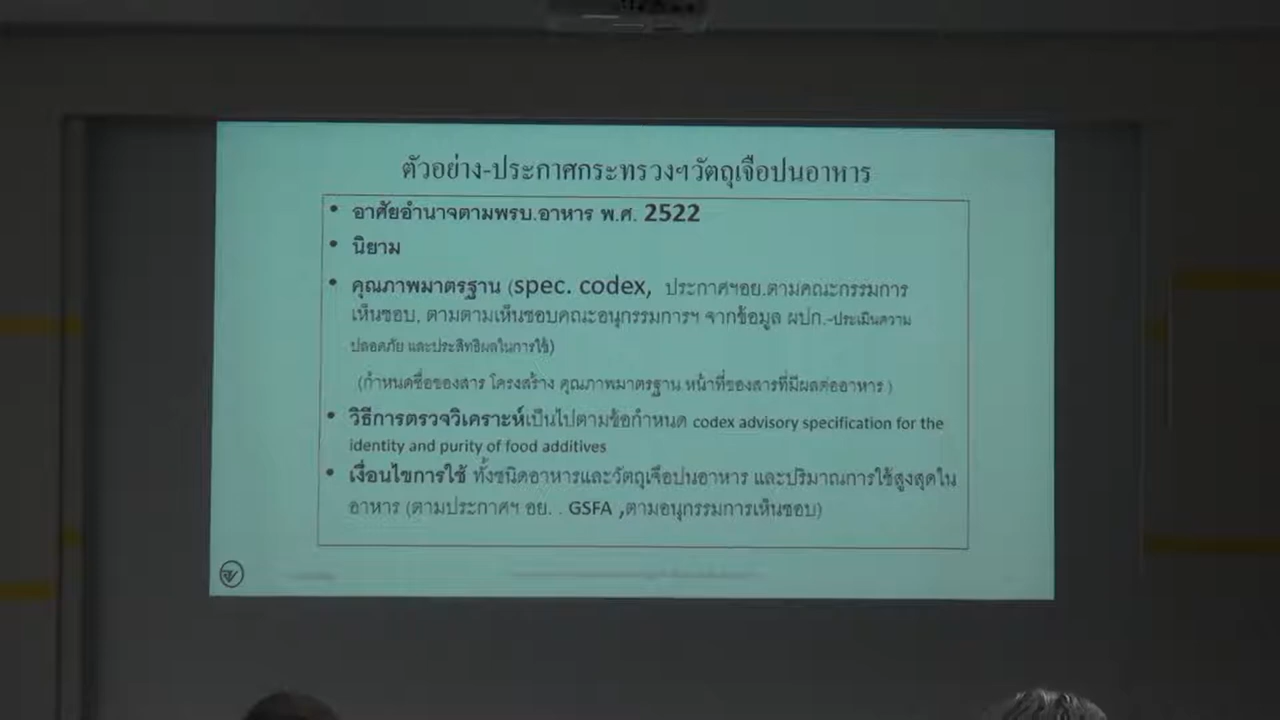 ตัวอย่าง-ประกาศกระทรวงฯวัตถุเจือปนอาหาร
• อาศัยอำนาจตามพรบ.อาหาร พ.ศ. 2522
• นิยาม
• คุณภาพมาตรฐาน (spec. codex, ประกาศฯอย.ตามคณะกรรมการ
เห็นชอบ, ตามตามเห็นชอบคณะอนุกรรมการฯ จากข้อมูล ผปก.-ประเมินความ
ปลอดภัย และประสิทธิผลในการใช้)
(กำหนดชื่อของสาร โครงสร้าง คุณภาพมาตรฐาน หน้าที่ของสารที่มีผลต่ออาหาร )
• วิธีการตรวจวิเคราะห์เป็นไปตามข้อกำหนด codex advisory specification for the
identity and purity of food additives
• เงื่อนไขการใช้ ทั้งชนิดอาหารและวัตถุเจือปนอาหาร และปริมาณการใช้สูงสุดใน
อาหาร (ตามประกาศฯ อย. . GSFA ,ตามอนุกรรมการเห็นชอบ)